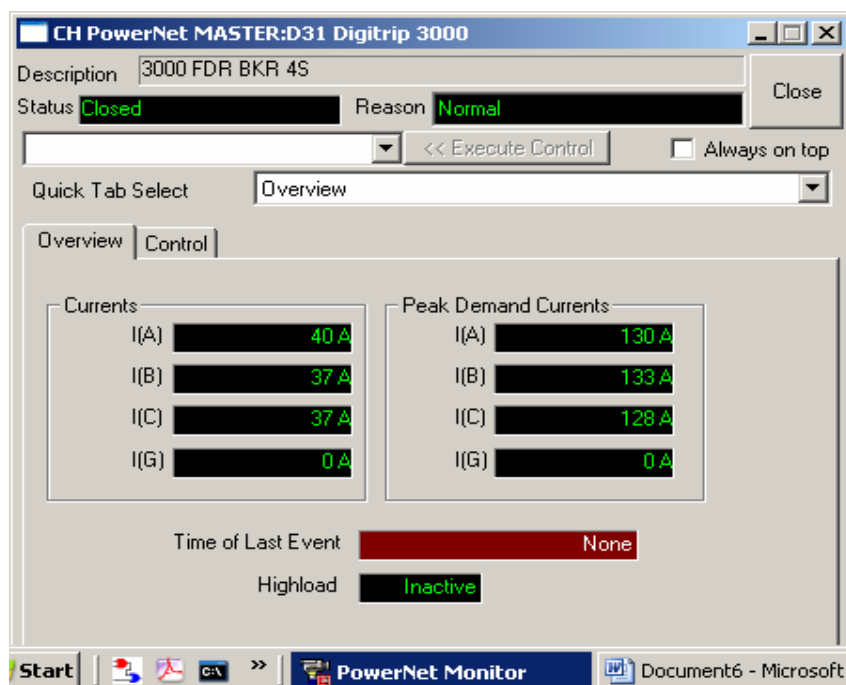 CH PowerNet MASTER:D31 Digitrip 3000
Description 3000 FDR BKR 4S
Close
Status Closed Reason Normal
<< Execute Control Always on top
Quick Tab Select Overview
Overview Control
Currents Peak Demand Currents
I(A) 40 A I(A) 130 A
I(B) 37 A I(B) 133 A
I(C) 37 A I(C) 128 A
I(G) 0 A I(G) 0 A
Time of Last Event None
Highload Inactive
Start C:\ » PowerNet Monitor Document6 - Microsoft